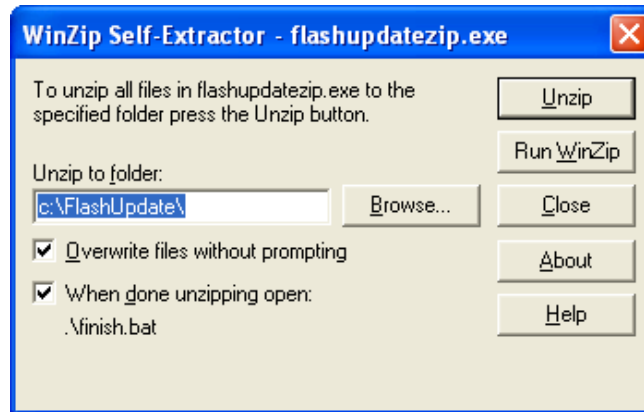 WinZip Self-Extractor - flashupdatezip.exe
To unzip all files in flashupdatezip.exe to the
specified folder press the Unzip button.
Unzip to folder:
c:\FlashUpdate\
Browse...
Overwrite files without prompting
When done unzipping open:
.\finish.bat
Unzip
Run WinZip
Close
About
Help